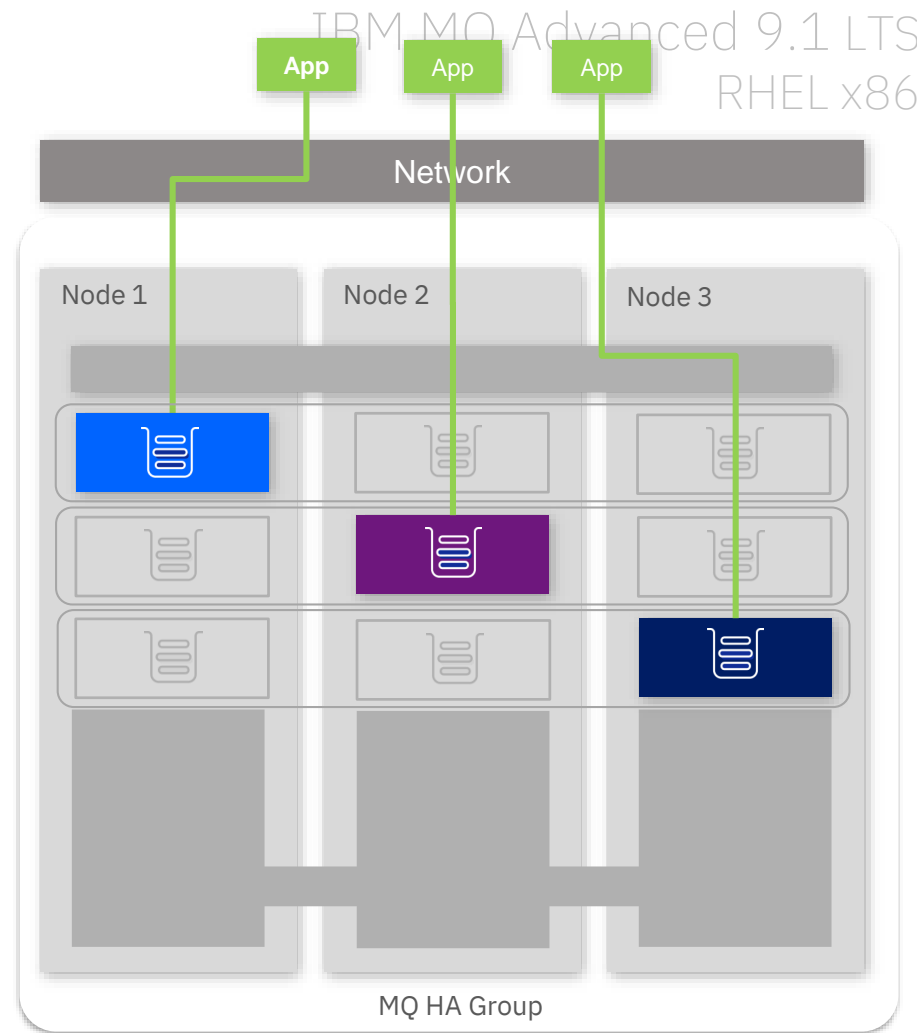 IBM MQ Advanced 9.1 LTS
RHEL x86
App
App
App
Network
Node 1
Node 2
Node 3
MQ HA Group